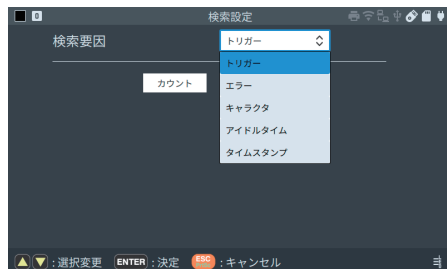 0 検索設定
検索要因 トリガー
トリガー
カウント エラー
キャラクタ
アイドルタイム
タイムスタンプ
:選択変更 ENTER :決定 ESC :キャンセル